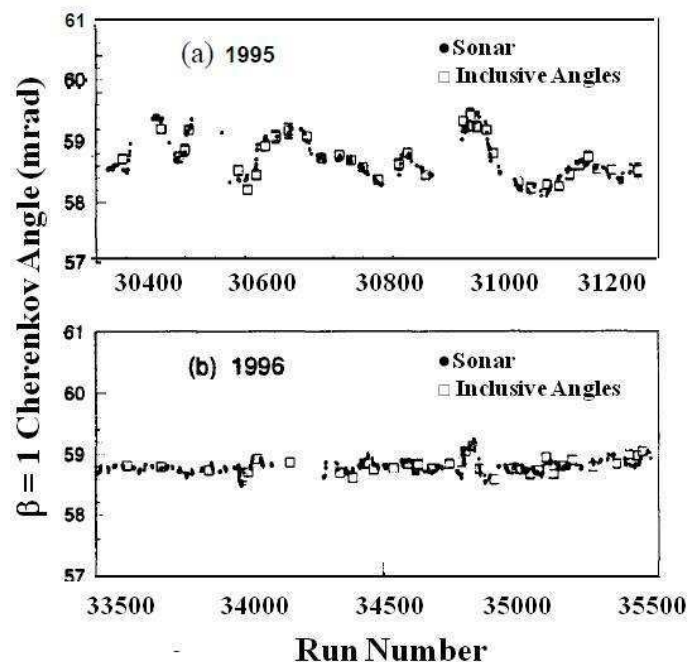 β = 1 Cherenkov Angle (mrad)
61
(a) 1995
● Sonar
□ Inclusive Angles
60
59
58
57
30400 30600 30800 31000 31200
61
(b) 1996
● Sonar
□ Inclusive Angles
60
59
58
57
33500 34000 34500 35000 35500
Run Number